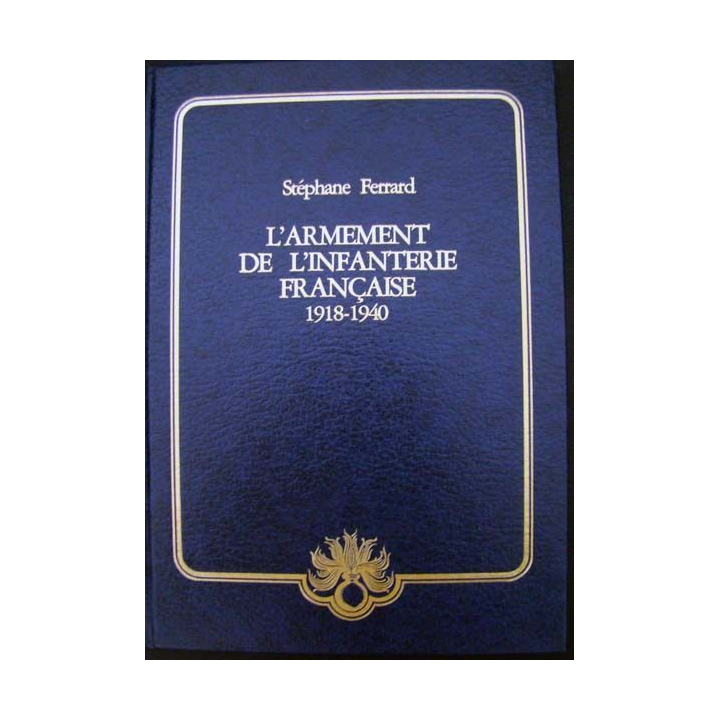 Stéphane Ferrard
L'ARMEMENT
DE L'INFANTERIE
FRANÇAISE
1918-1940